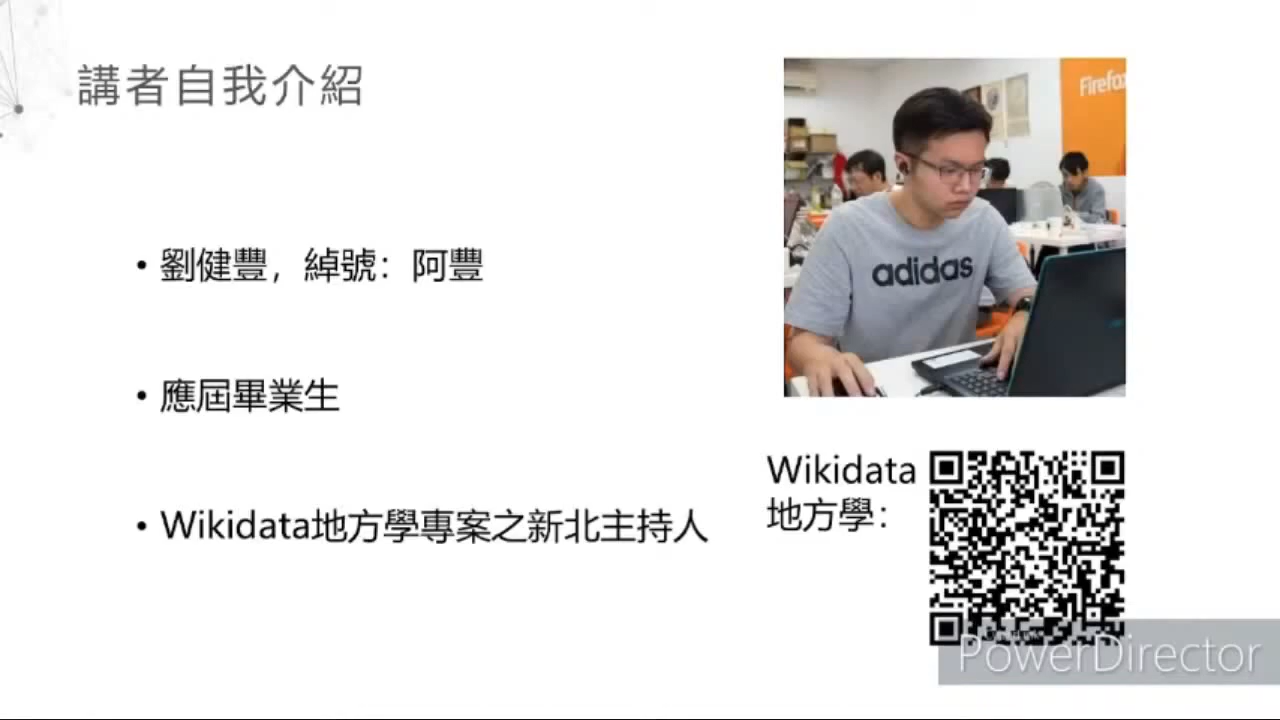 講者自我介紹
• 劉健豐，綽號：阿豐
• 應屆畢業生
• Wikidata地方學專案之新北主持人
Firefox
adidas
Wikidata
地方學：
PowerDirector